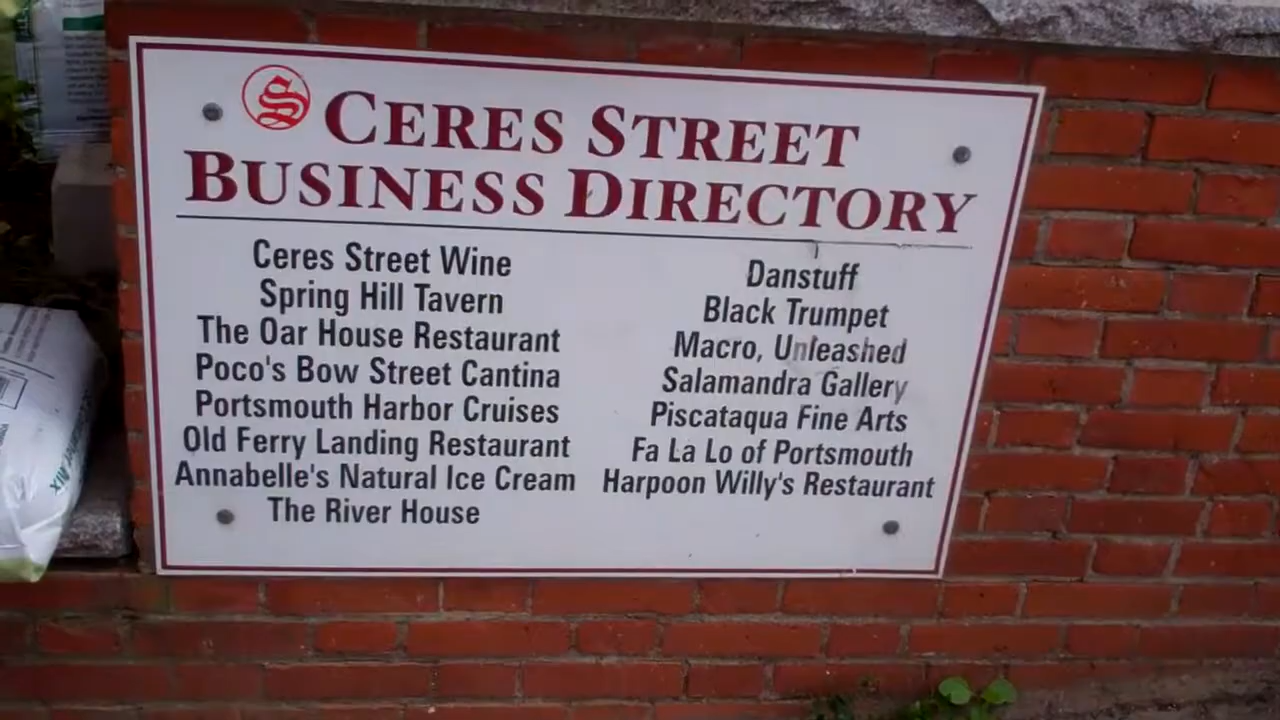 S CERES STREET
BUSINESS DIRECTORY
Ceres Street Wine
Spring Hill Tavern
The Oar House Restaurant
Poco's Bow Street Cantina
Portsmouth Harbor Cruises
Old Ferry Landing Restaurant
Annabelle's Natural Ice Cream
The River House
Danstuff
Black Trumpet
Macro, Unleashed
Salamandra Gallery
Piscataqua Fine Arts
Fa La Lo of Portsmouth
Harpoon Willy's Restaurant
MIX